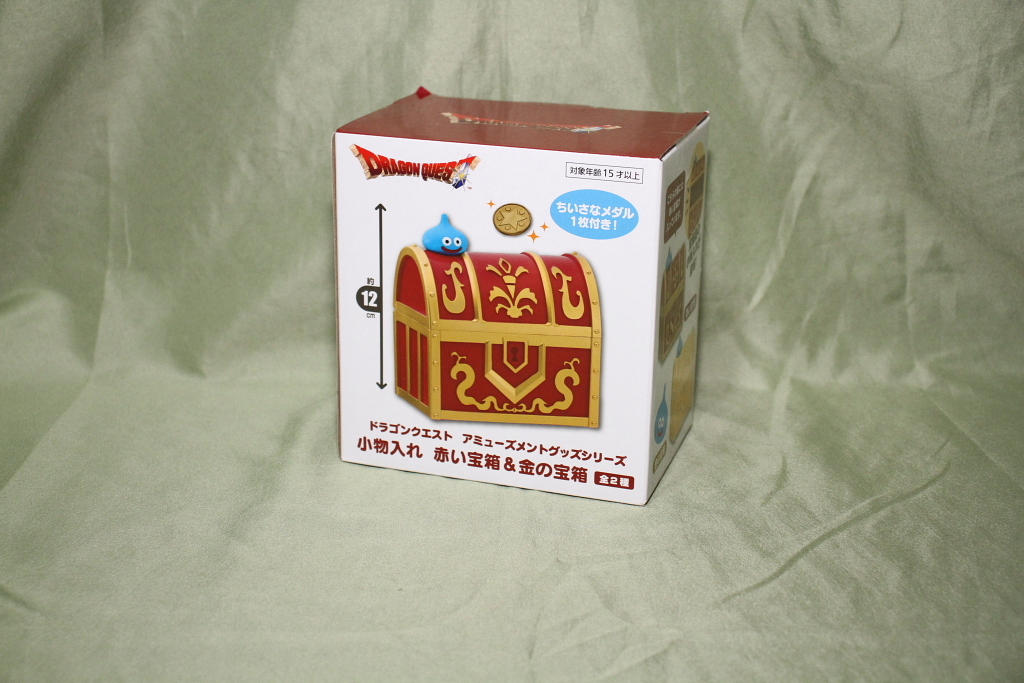 DRAGON QUEST
対象年齢15才以上
ちいさなメダル
1枚付き!
約
12
cm
ドラゴンクエスト アミューズメントグッズシリーズ
小物入れ 赤い宝箱&金の宝箱 全2種